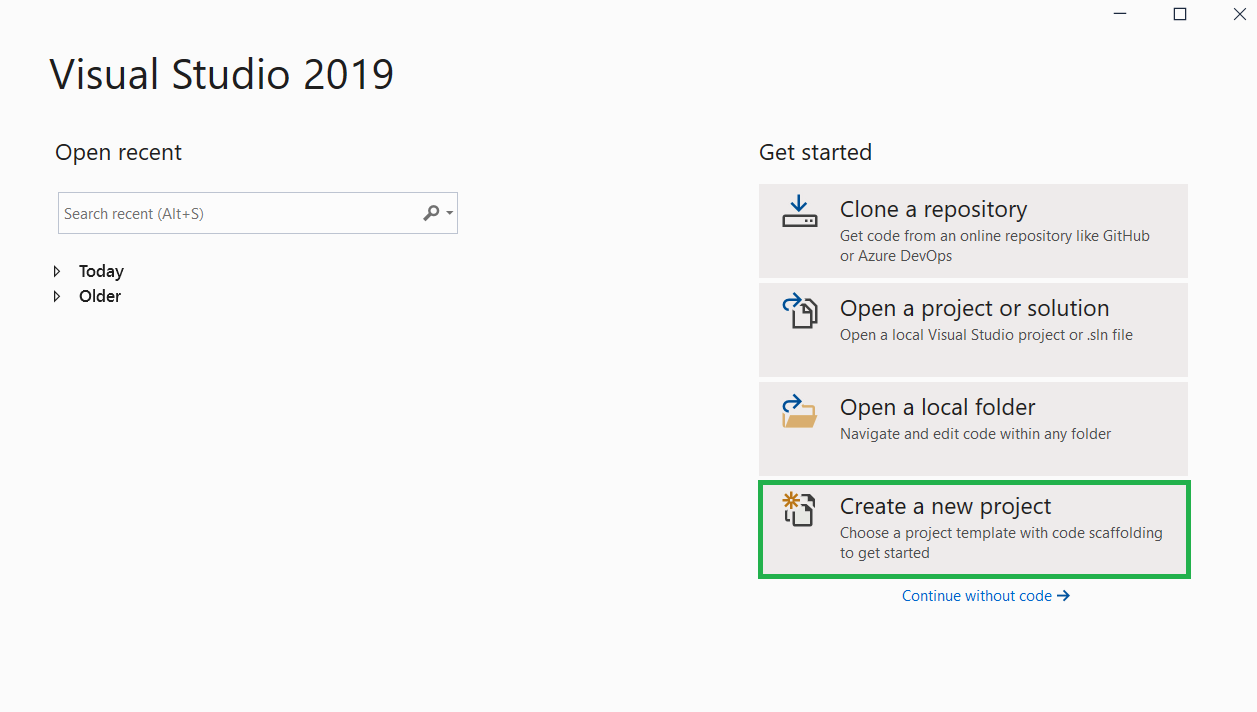 Visual Studio 2019
Open recent
Search recent (Alt+S)
Today
Older
Get started
Clone a repository
Get code from an online repository like GitHub
or Azure DevOps
Open a project or solution
Open a local Visual Studio project or .sln file
Open a local folder
Navigate and edit code within any folder
Create a new project
Choose a project template with code scaffolding
to get started
Continue without code →